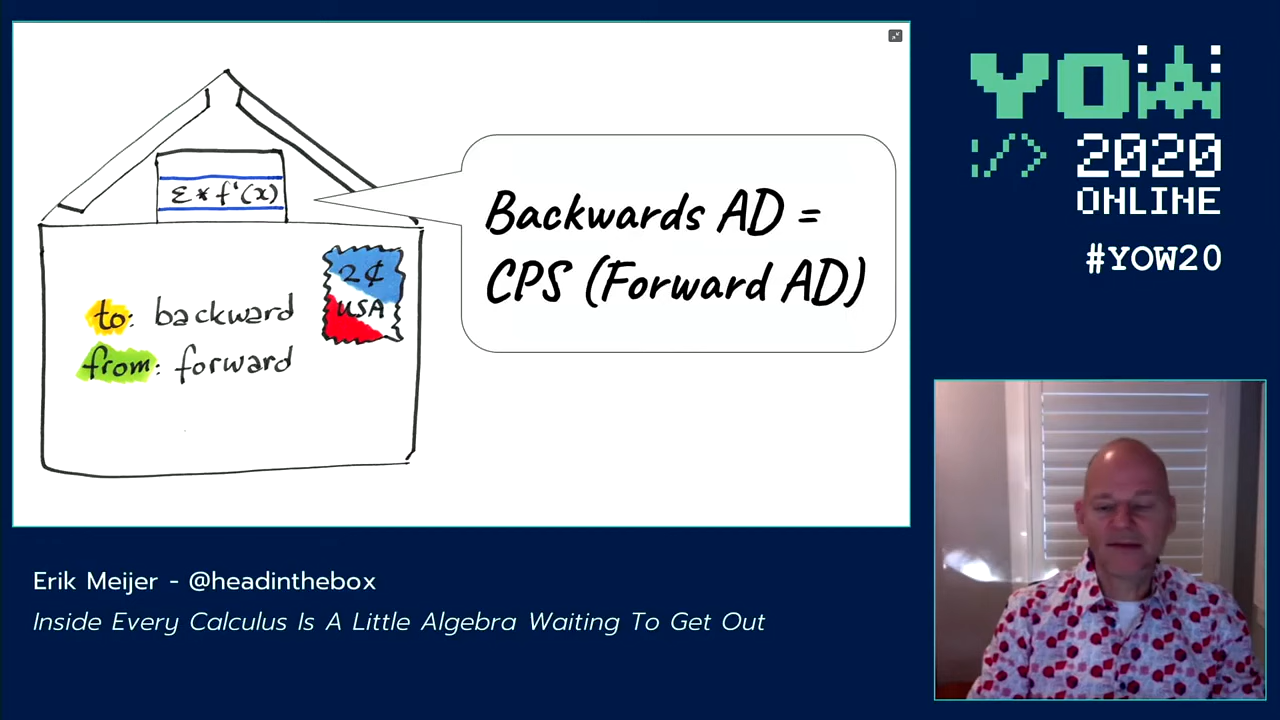 ε * f'(x)
2¢
USA
to: backward
from: forward
Backwards AD =
CPS (Forward AD)
YOW
:/> 2020
ONLINE
#YOW20
Erik Meijer - @headinthebox
Inside Every Calculus Is A Little Algebra Waiting To Get Out